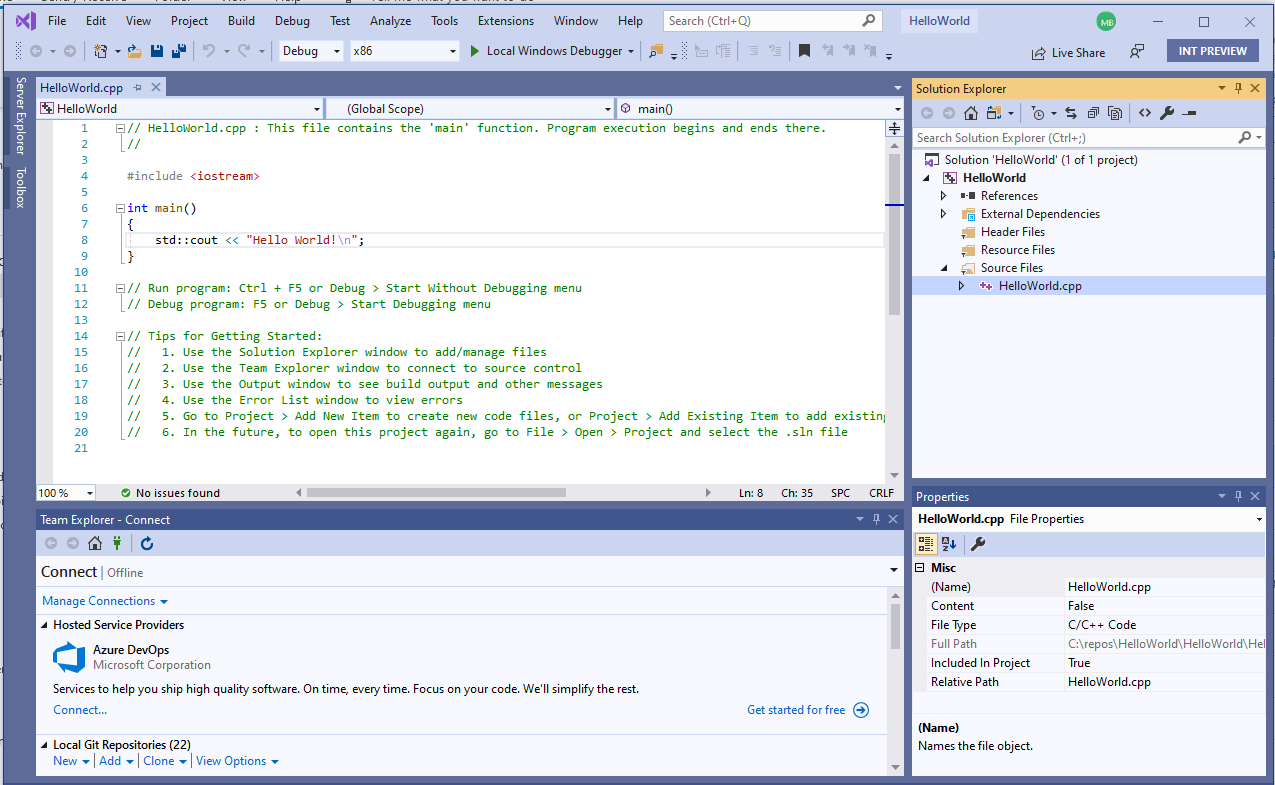 File Edit View Project Build Debug Test Analyze Tools Extensions Window Help Search (Ctrl+Q) HelloWorld MB
Debug x86 Local Windows Debugger Live Share INT PREVIEW
Server Explorer
Toolbox
HelloWorld.cpp
HelloWorld (Global Scope) main()
1 // HelloWorld.cpp : This file contains the 'main' function. Program execution begins and ends there.
2 //
3
4 #include <iostream>
5
6 int main()
7 {
8 std::cout << "Hello World!\n";
9 }
10
11 // Run program: Ctrl + F5 or Debug > Start Without Debugging menu
12 // Debug program: F5 or Debug > Start Debugging menu
13
14 // Tips for Getting Started:
15 // 1. Use the Solution Explorer window to add/manage files
16 // 2. Use the Team Explorer window to connect to source control
17 // 3. Use the Output window to see build output and other messages
18 // 4. Use the Error List window to view errors
19 // 5. Go to Project > Add New Item to create new code files, or Project > Add Existing Item to add existing
20 // 6. In the future, to open this project again, go to File > Open > Project and select the .sln file
21
100 % No issues found Ln: 8 Ch: 35 SPC CRLF
Team Explorer - Connect
Connect | Offline
Manage Connections
Hosted Service Providers
Azure DevOps
Microsoft Corporation
Services to help you ship high quality software. On time, every time. Focus on your code. We'll simplify the rest.
Connect... Get started for free
Local Git Repositories (22)
New Add Clone View Options
Solution Explorer
Search Solution Explorer (Ctrl+;)
Solution 'HelloWorld' (1 of 1 project)
HelloWorld
References
External Dependencies
Header Files
Resource Files
Source Files
HelloWorld.cpp
Properties
HelloWorld.cpp File Properties
Misc
(Name) HelloWorld.cpp
Content False
File Type C/C++ Code
Full Path C:\repos\HelloWorld\HelloWorld\Hel
Included In Project True
Relative Path HelloWorld.cpp
(Name)
Names the file object.